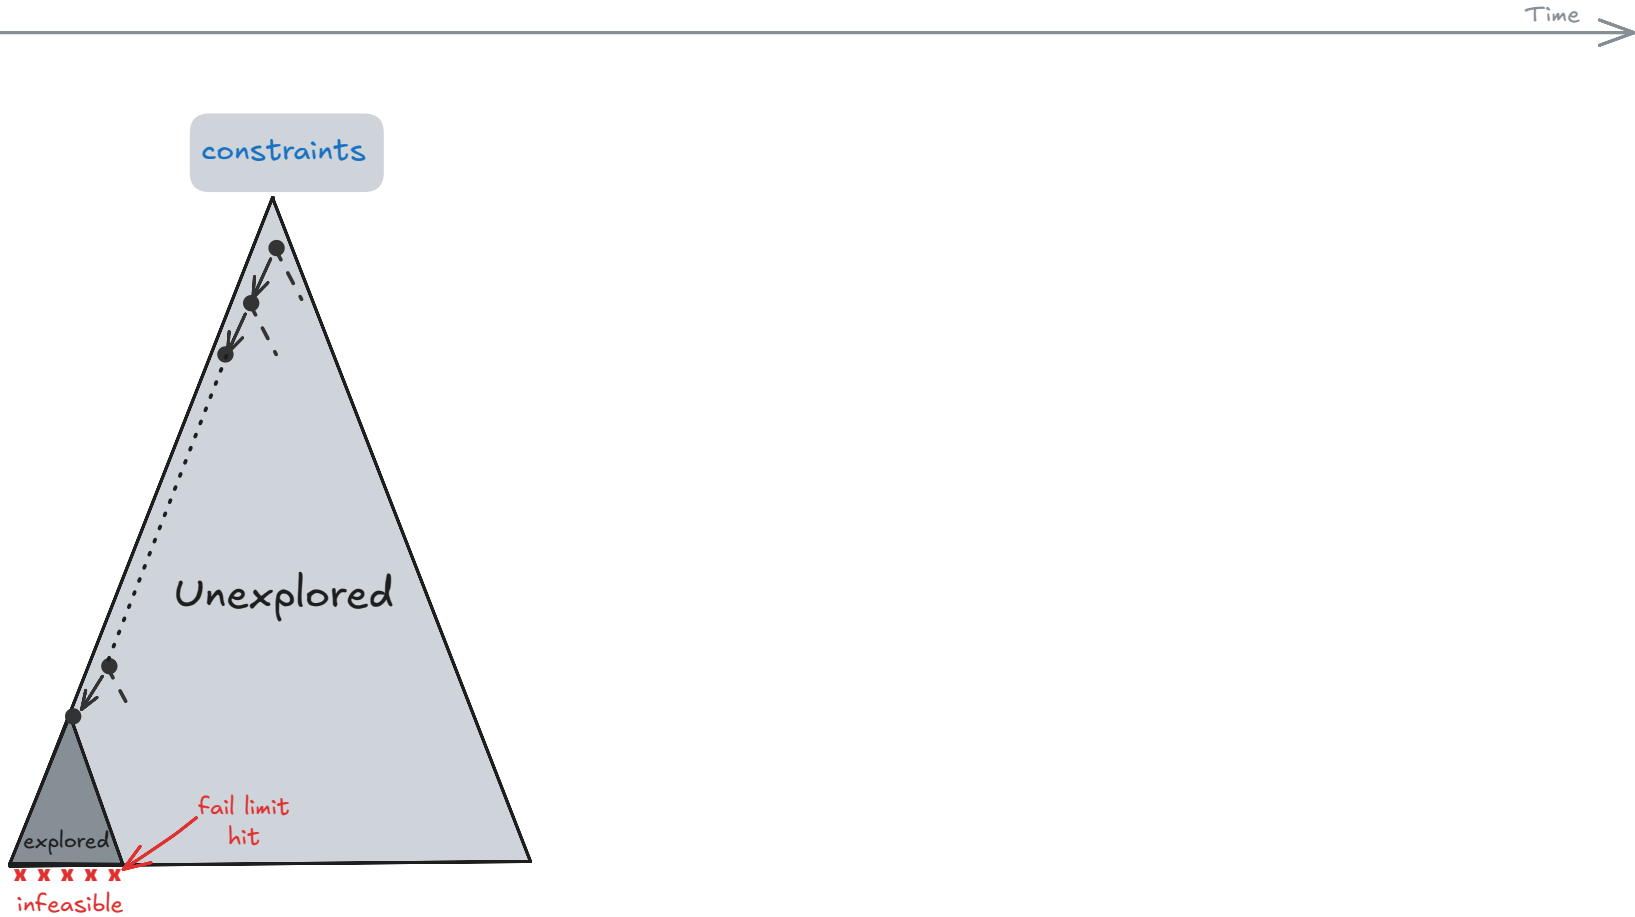 Time
constraints
Unexplored
fail limit
hit
explored
x x x x x
infeasible